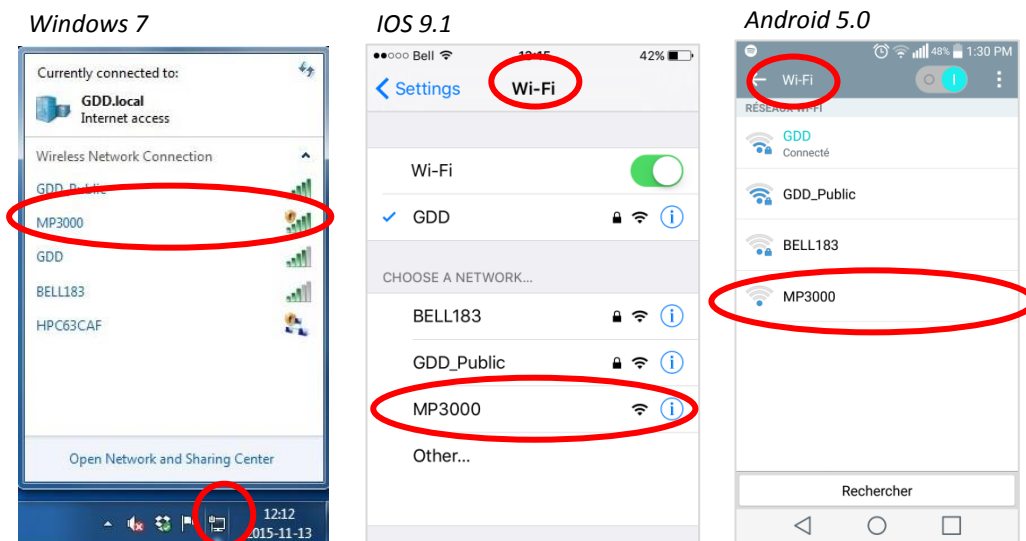 Windows 7
Currently connected to:
GDD.local
Internet access
Wireless Network Connection
GDD_Public
MP3000
GDD
BELL183
HPC63CAF
Open Network and Sharing Center
12:12
2015-11-13
IOS 9.1
Bell 12:15 42%
Settings Wi-Fi
Wi-Fi
GDD
CHOOSE A NETWORK...
BELL183
GDD_Public
MP3000
Other...
Android 5.0
48% 1:30 PM
Wi-Fi
RÉSEAUX WI-FI
GDD
Connecté
GDD_Public
BELL183
MP3000
Rechercher